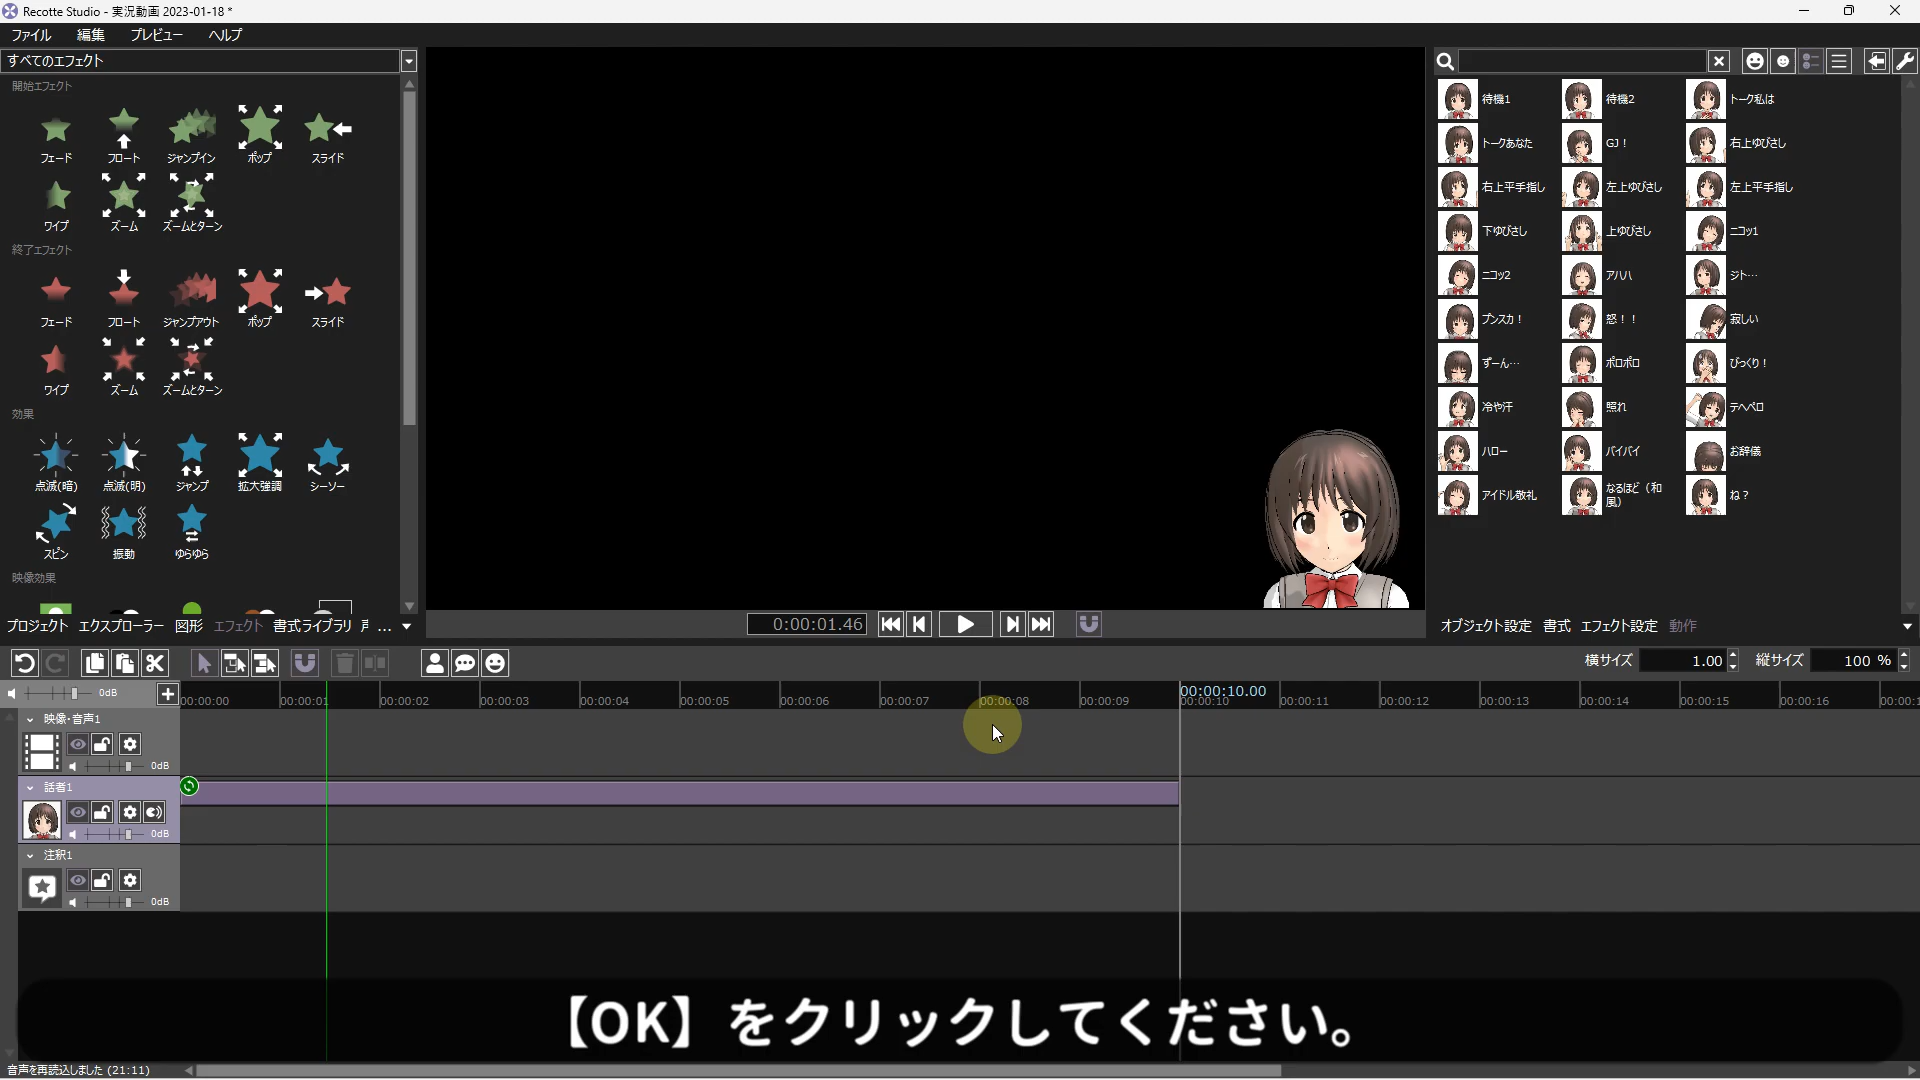 Recotte Studio - 実況動画 2023-01-18 *
ファイル 編集 プレビュー ヘルプ
すべてのエフェクト
開始エフェクト
フェード フロート ジャンプイン ポップ スライド
ワイプ ズーム ズームとターン
終了エフェクト
フェード フロート ジャンプアウト ポップ スライド
ワイプ ズーム ズームとターン
効果
点滅(暗) 点滅(明) ジャンプ 拡大強調 シーソー
スピン 振動 ゆらゆら
映像効果
プロジェクト エクスプローラー 図形 エフェクト 書式ライブラリ ...
0:00:01.46
待機1 待機2 トーク私は
トークあなた GJ！ 右上ゆびさし
右上平手指し 左上ゆびさし 左上平手指し
下ゆびさし 上ゆびさし ニコッ1
ニコッ2 アハハ ジト…
プンスカ！ 怒！！ 寂しい
ずーん… ポロポロ びっくり！
冷や汗 照れ テヘペロ
ハロー バイバイ お辞儀
アイドル敬礼 なるほど（和風） ね？
オブジェクト設定 書式 エフェクト設定 動作
横サイズ 1.00 縦サイズ 100 %
0dB
00:00:10.00
00:00:00 00:00:01 00:00:02 00:00:03 00:00:04 00:00:05 00:00:06 00:00:07 00:00:08 00:00:09 00:00:10 00:00:11 00:00:12 00:00:13 00:00:14 00:00:15 00:00:16 00:00:1
映像・音声1
0dB
話者1
0dB
注釈1
0dB
【OK】をクリックしてください。
音声を再読込しました (21:11)